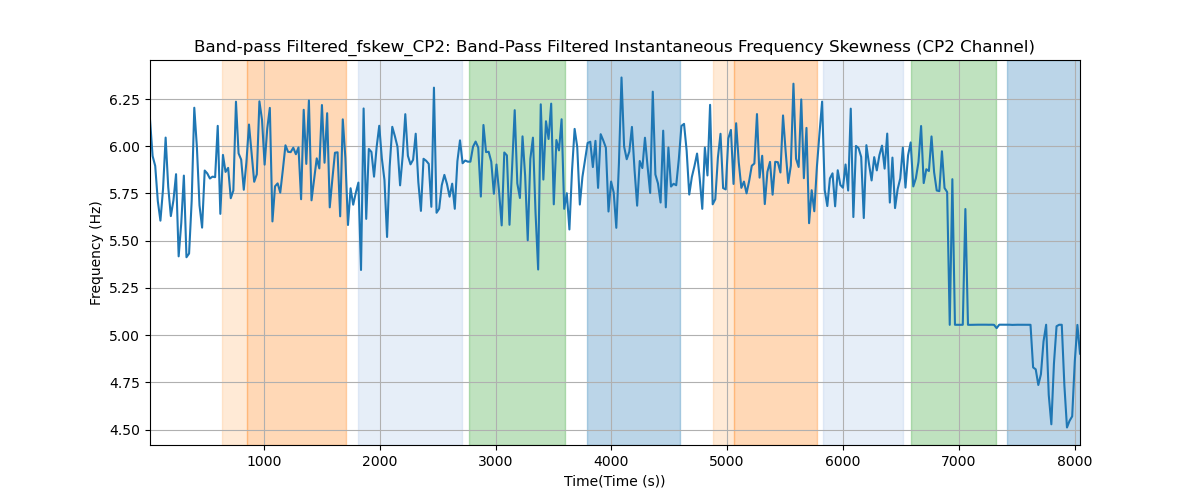 Band-pass Filtered_fskew_CP2: Band-Pass Filtered Instantaneous Frequency Skewness (CP2 Channel)
Frequency (Hz)
6.25
6.00
5.75
5.50
5.25
5.00
4.75
4.50
1000 2000 3000 4000 5000 6000 7000 8000
Time(Time (s))